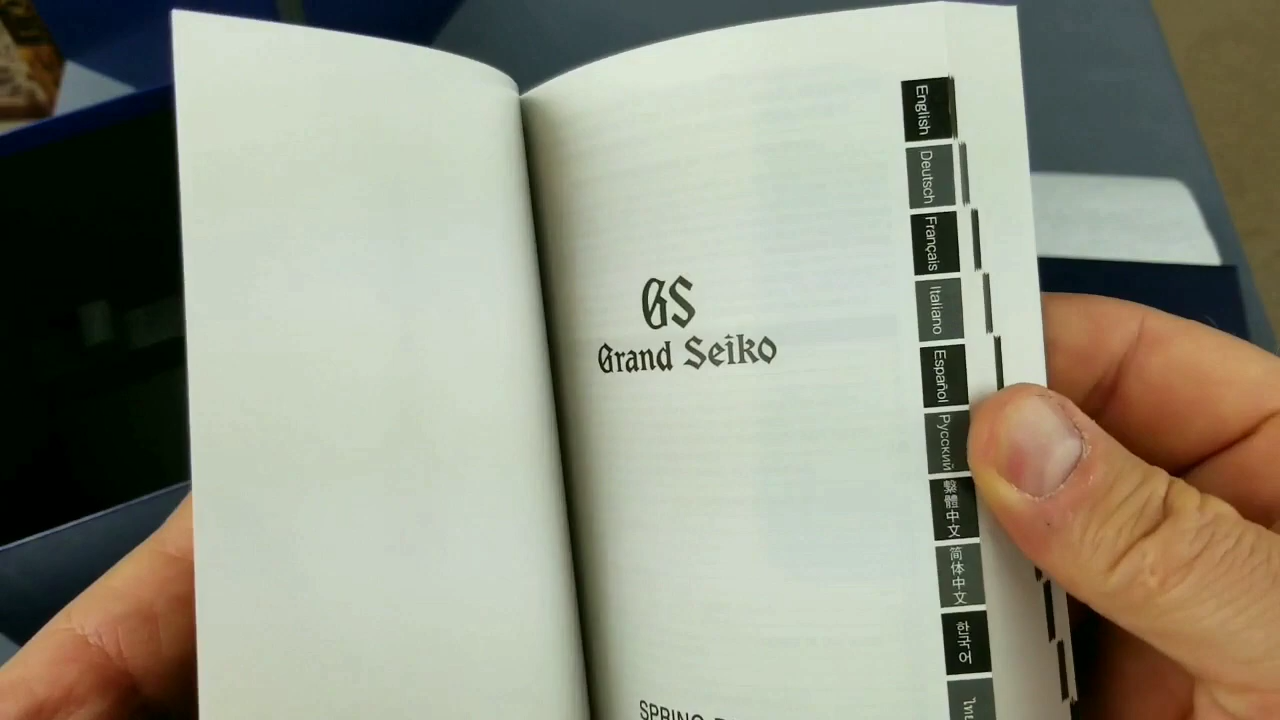 GS
Grand Seiko
English
Deutsch
Français
Italiano
Español
Русский
繁體中文
简体中文
한국어